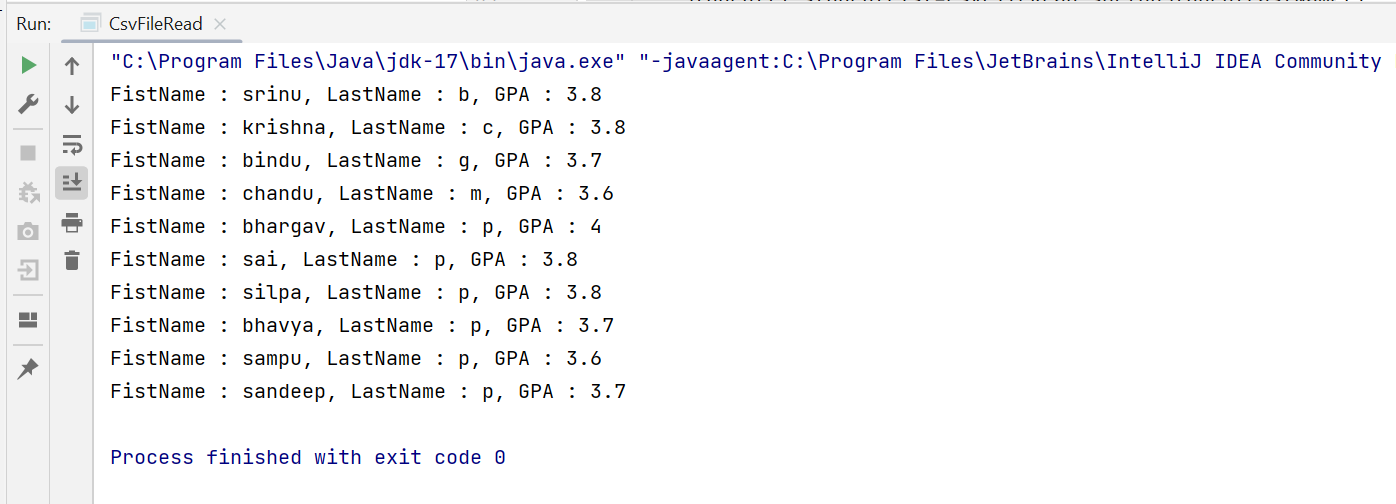 Run: CsvFileRead
"C:\Program Files\Java\jdk-17\bin\java.exe" "-javaagent:C:\Program Files\JetBrains\IntelliJ IDEA Community
FistName : srinu, LastName : b, GPA : 3.8
FistName : krishna, LastName : c, GPA : 3.8
FistName : bindu, LastName : g, GPA : 3.7
FistName : chandu, LastName : m, GPA : 3.6
FistName : bhargav, LastName : p, GPA : 4
FistName : sai, LastName : p, GPA : 3.8
FistName : silpa, LastName : p, GPA : 3.8
FistName : bhavya, LastName : p, GPA : 3.7
FistName : sampu, LastName : p, GPA : 3.6
FistName : sandeep, LastName : p, GPA : 3.7
Process finished with exit code 0